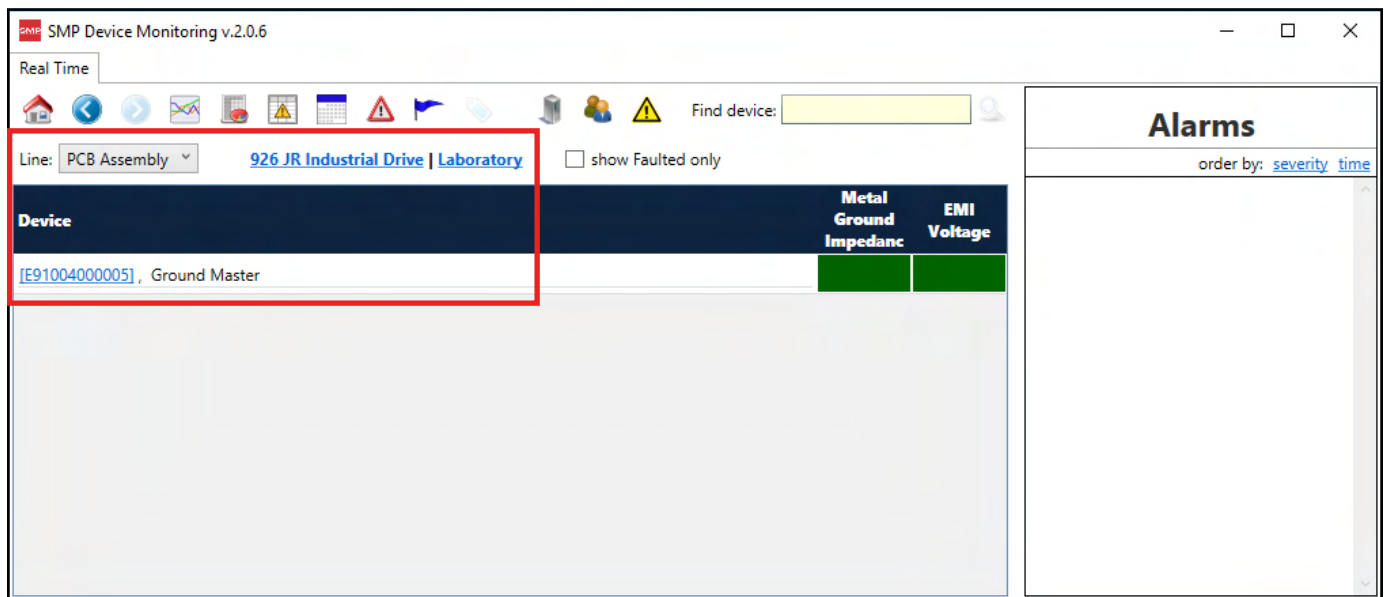 SMP SMP Device Monitoring v.2.0.6
Real Time
Find device:
Line: PCB Assembly 926 JR Industrial Drive | Laboratory show Faulted only
Device
Metal
Ground
Impedanc
EMI
Voltage
[E91004000005] , Ground Master
Alarms
order by: severity time